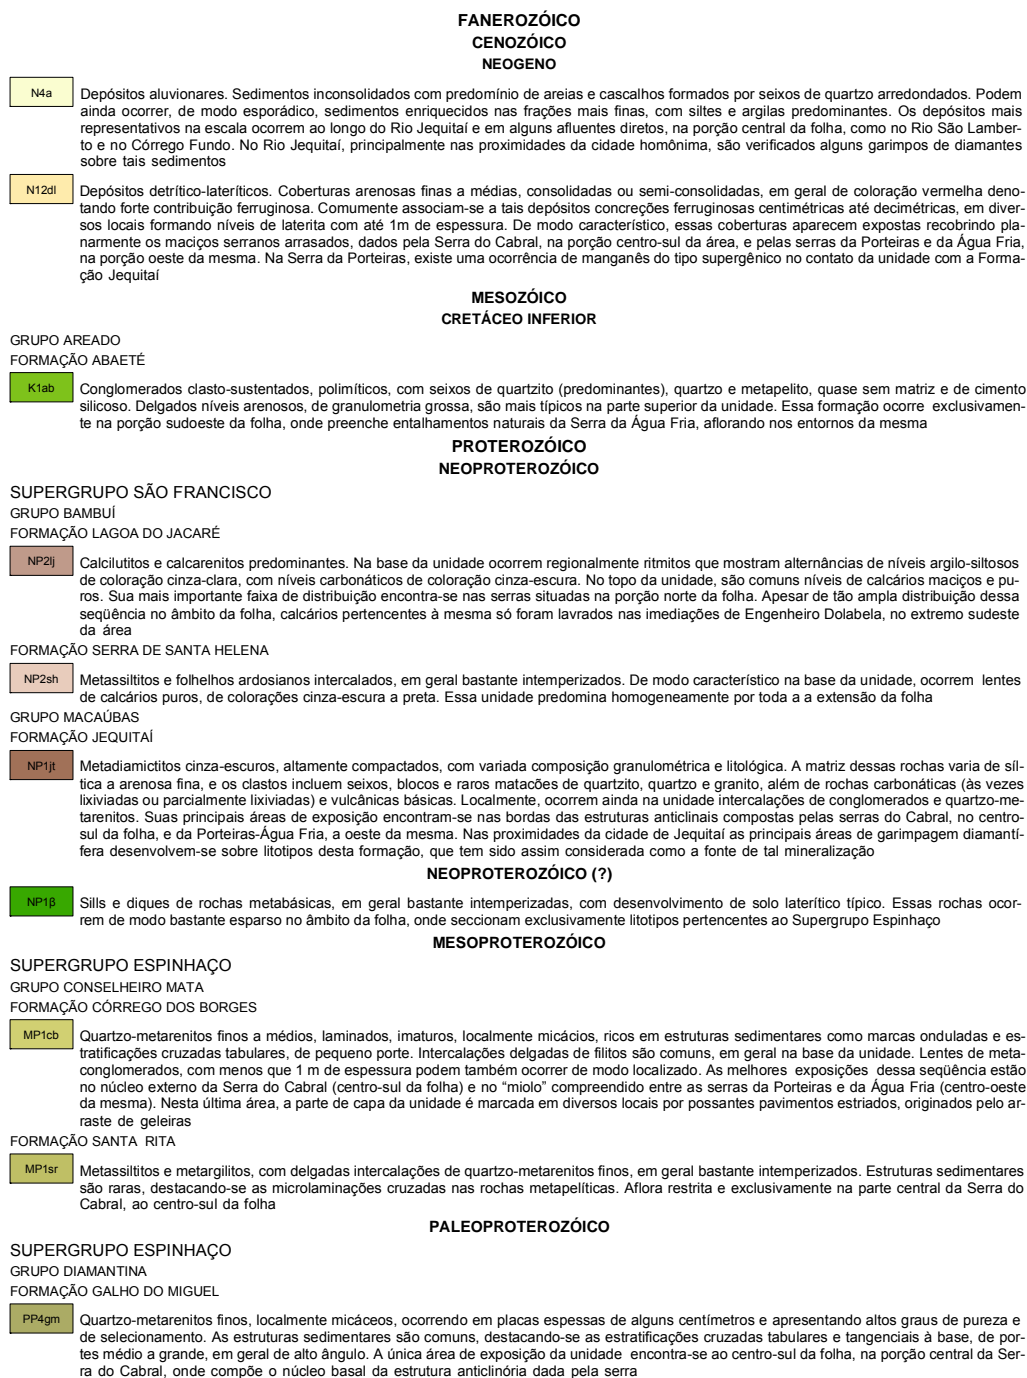 FANEROZÓICO
CENOZÓICO
NEOGENO
N4a
Depósitos aluvionares. Sedimentos inconsolidados com predomínio de areias e cascalhos formados por seixos de quartzo arredondados. Podem
ainda ocorrer, de modo esporádico, sedimentos enriquecidos nas frações mais finas, com siltes e argilas predominantes. Os depósitos mais
representativos na escala ocorrem ao longo do Rio Jequitaí e em alguns afluentes diretos, na porção central da folha, como no Rio São Lamber-
to e no Córrego Fundo. No Rio Jequitaí, principalmente nas proximidades da cidade homônima, são verificados alguns garimpos de diamantes
sobre tais sedimentos
N12dl
Depósitos detrítico-lateríticos. Coberturas arenosas finas a médias, consolidadas ou semi-consolidadas, em geral de coloração vermelha deno-
tando forte contribuição ferruginosa. Comumente associam-se a tais depósitos concreções ferruginosas centimétricas até decimétricas, em diver-
sos locais formando níveis de laterita com até 1m de espessura. De modo característico, essas coberturas aparecem expostas recobrindo pla-
narmente os maciços serranos arrasados, dados pela Serra do Cabral, na porção centro-sul da área, e pelas serras da Porteiras e da Água Fria,
na porção oeste da mesma. Na Serra da Porteiras, existe uma ocorrência de manganês do tipo supergênico no contato da unidade com a Forma-
ção Jequitaí
MESOZÓICO
CRETÁCEO INFERIOR
GRUPO AREADO
FORMAÇÃO ABAETÉ
K1ab
Conglomerados clasto-sustentados, polimíticos, com seixos de quartzito (predominantes), quartzo e metapelito, quase sem matriz e de cimento
silicoso. Delgados níveis arenosos, de granulometria grossa, são mais típicos na parte superior da unidade. Essa formação ocorre exclusivamen-
te na porção sudoeste da folha, onde preenche entalhamentos naturais da Serra da Água Fria, aflorando nos entornos da mesma
PROTEROZÓICO
NEOPROTEROZÓICO
SUPERGRUPO SÃO FRANCISCO
GRUPO BAMBUÍ
FORMAÇÃO LAGOA DO JACARÉ
NP2lj
Calcilutitos e calcarenitos predominantes. Na base da unidade ocorrem regionalmente ritmitos que mostram alternâncias de níveis argilo-siltosos
de coloração cinza-clara, com níveis carbonáticos de coloração cinza-escura. No topo da unidade, são comuns níveis de calcários maciços e pu-
ros. Sua mais importante faixa de distribuição encontra-se nas serras situadas na porção norte da folha. Apesar de tão ampla distribuição dessa
seqüência no âmbito da folha, calcários pertencentes à mesma só foram lavrados nas imediações de Engenheiro Dolabela, no extremo sudeste
da área
FORMAÇÃO SERRA DE SANTA HELENA
NP2sh
Metassiltitos e folhelhos ardosianos intercalados, em geral bastante intemperizados. De modo característico na base da unidade, ocorrem lentes
de calcários puros, de colorações cinza-escura a preta. Essa unidade predomina homogeneamente por toda a a extensão da folha
GRUPO MACAÚBAS
FORMAÇÃO JEQUITAÍ
NP1jt
Metadiamictitos cinza-escuros, altamente compactados, com variada composição granulométrica e litológica. A matriz dessas rochas varia de síl-
tica a arenosa fina, e os clastos incluem seixos, blocos e raros matacões de quartzito, quartzo e granito, além de rochas carbonáticas (às vezes
lixiviadas ou parcialmente lixiviadas) e vulcânicas básicas. Localmente, ocorrem ainda na unidade intercalações de conglomerados e quartzo-me-
tarenitos. Suas principais áreas de exposição encontram-se nas bordas das estruturas anticlinais compostas pelas serras do Cabral, no centro-
sul da folha, e da Porteiras-Água Fria, a oeste da mesma. Nas proximidades da cidade de Jequitaí as principais áreas de garimpagem diamantí-
fera desenvolvem-se sobre litotipos desta formação, que tem sido assim considerada como a fonte de tal mineralização
NEOPROTEROZÓICO (?)
NP1β
Sills e diques de rochas metabásicas, em geral bastante intemperizadas, com desenvolvimento de solo laterítico típico. Essas rochas ocor-
rem de modo bastante esparso no âmbito da folha, onde seccionam exclusivamente litotipos pertencentes ao Supergrupo Espinhaço
MESOPROTEROZÓICO
SUPERGRUPO ESPINHAÇO
GRUPO CONSELHEIRO MATA
FORMAÇÃO CÓRREGO DOS BORGES
MP1cb
Quartzo-metarenitos finos a médios, laminados, imaturos, localmente micácios, ricos em estruturas sedimentares como marcas onduladas e es-
tratificações cruzadas tabulares, de pequeno porte. Intercalações delgadas de filitos são comuns, em geral na base da unidade. Lentes de meta-
conglomerados, com menos que 1 m de espessura podem também ocorrer de modo localizado. As melhores exposições dessa seqüência estão
no núcleo externo da Serra do Cabral (centro-sul da folha) e no “miolo” compreendido entre as serras da Porteiras e da Água Fria (centro-oeste
da mesma). Nesta última área, a parte de capa da unidade é marcada em diversos locais por possantes pavimentos estriados, originados pelo ar-
raste de geleiras
FORMAÇÃO SANTA RITA
MP1sr
Metassiltitos e metargilitos, com delgadas intercalações de quartzo-metarenitos finos, em geral bastante intemperizados. Estruturas sedimentares
são raras, destacando-se as microlaminações cruzadas nas rochas metapelíticas. Aflora restrita e exclusivamente na parte central da Serra do
Cabral, ao centro-sul da folha
PALEOPROTEROZÓICO
SUPERGRUPO ESPINHAÇO
GRUPO DIAMANTINA
FORMAÇÃO GALHO DO MIGUEL
PP4gm
Quartzo-metarenitos finos, localmente micáceos, ocorrendo em placas espessas de alguns centímetros e apresentando altos graus de pureza e
de selecionamento. As estruturas sedimentares são comuns, destacando-se as estratificações cruzadas tabulares e tangenciais à base, de por-
tes médio a grande, em geral de alto ângulo. A única área de exposição da unidade encontra-se ao centro-sul da folha, na porção central da Ser-
ra do Cabral, onde compõe o núcleo basal da estrutura anticlinória dada pela serra